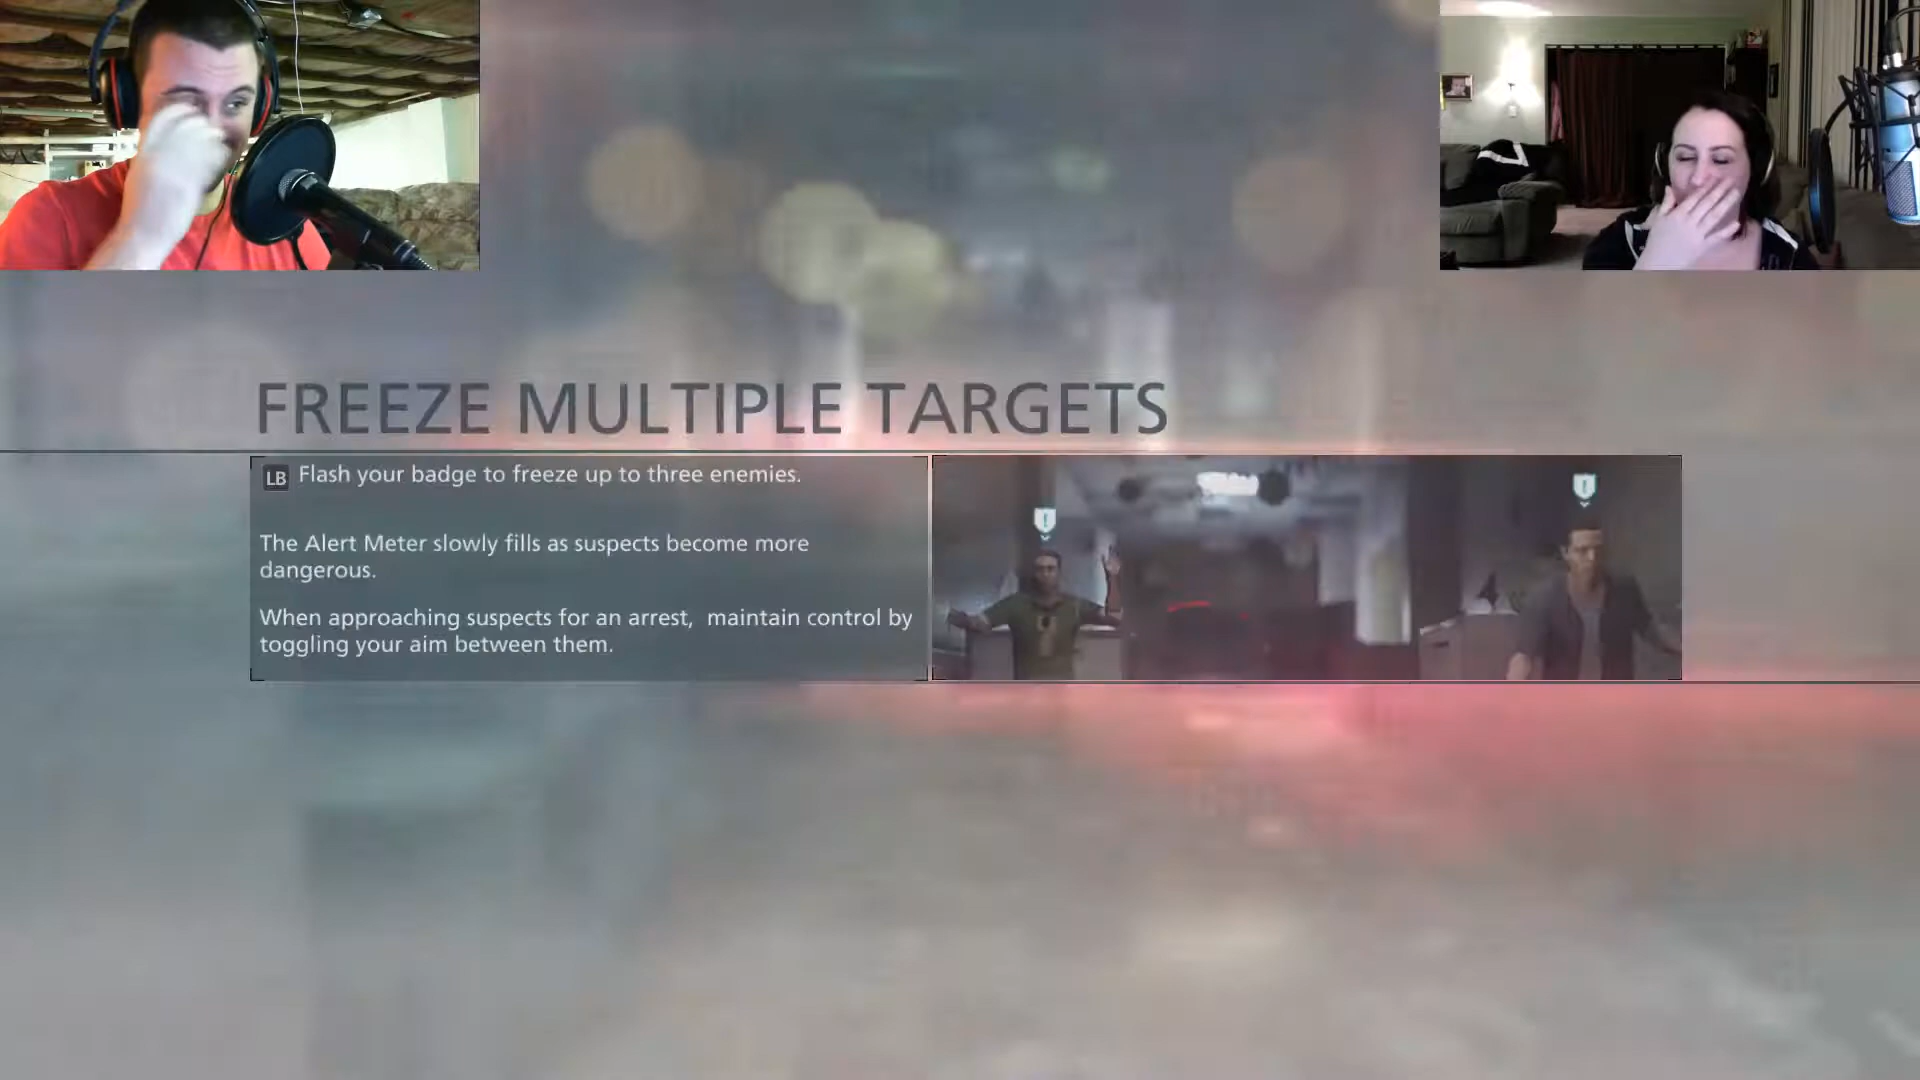 FREEZE MULTIPLE TARGETS
LB Flash your badge to freeze up to three enemies.
The Alert Meter slowly fills as suspects become more
dangerous.
When approaching suspects for an arrest, maintain control by
toggling your aim between them.